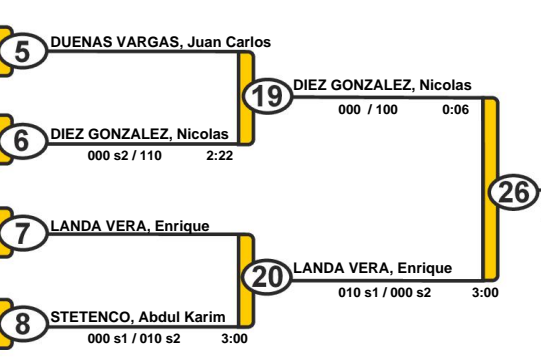 5
DUENAS VARGAS, Juan Carlos
19
DIEZ GONZALEZ, Nicolas
000 / 100 0:06
6
DIEZ GONZALEZ, Nicolas
000 s2 / 110 2:22
26
7
LANDA VERA, Enrique
20
LANDA VERA, Enrique
010 s1 / 000 s2 3:00
8
STETENCO, Abdul Karim
000 s1 / 010 s2 3:00